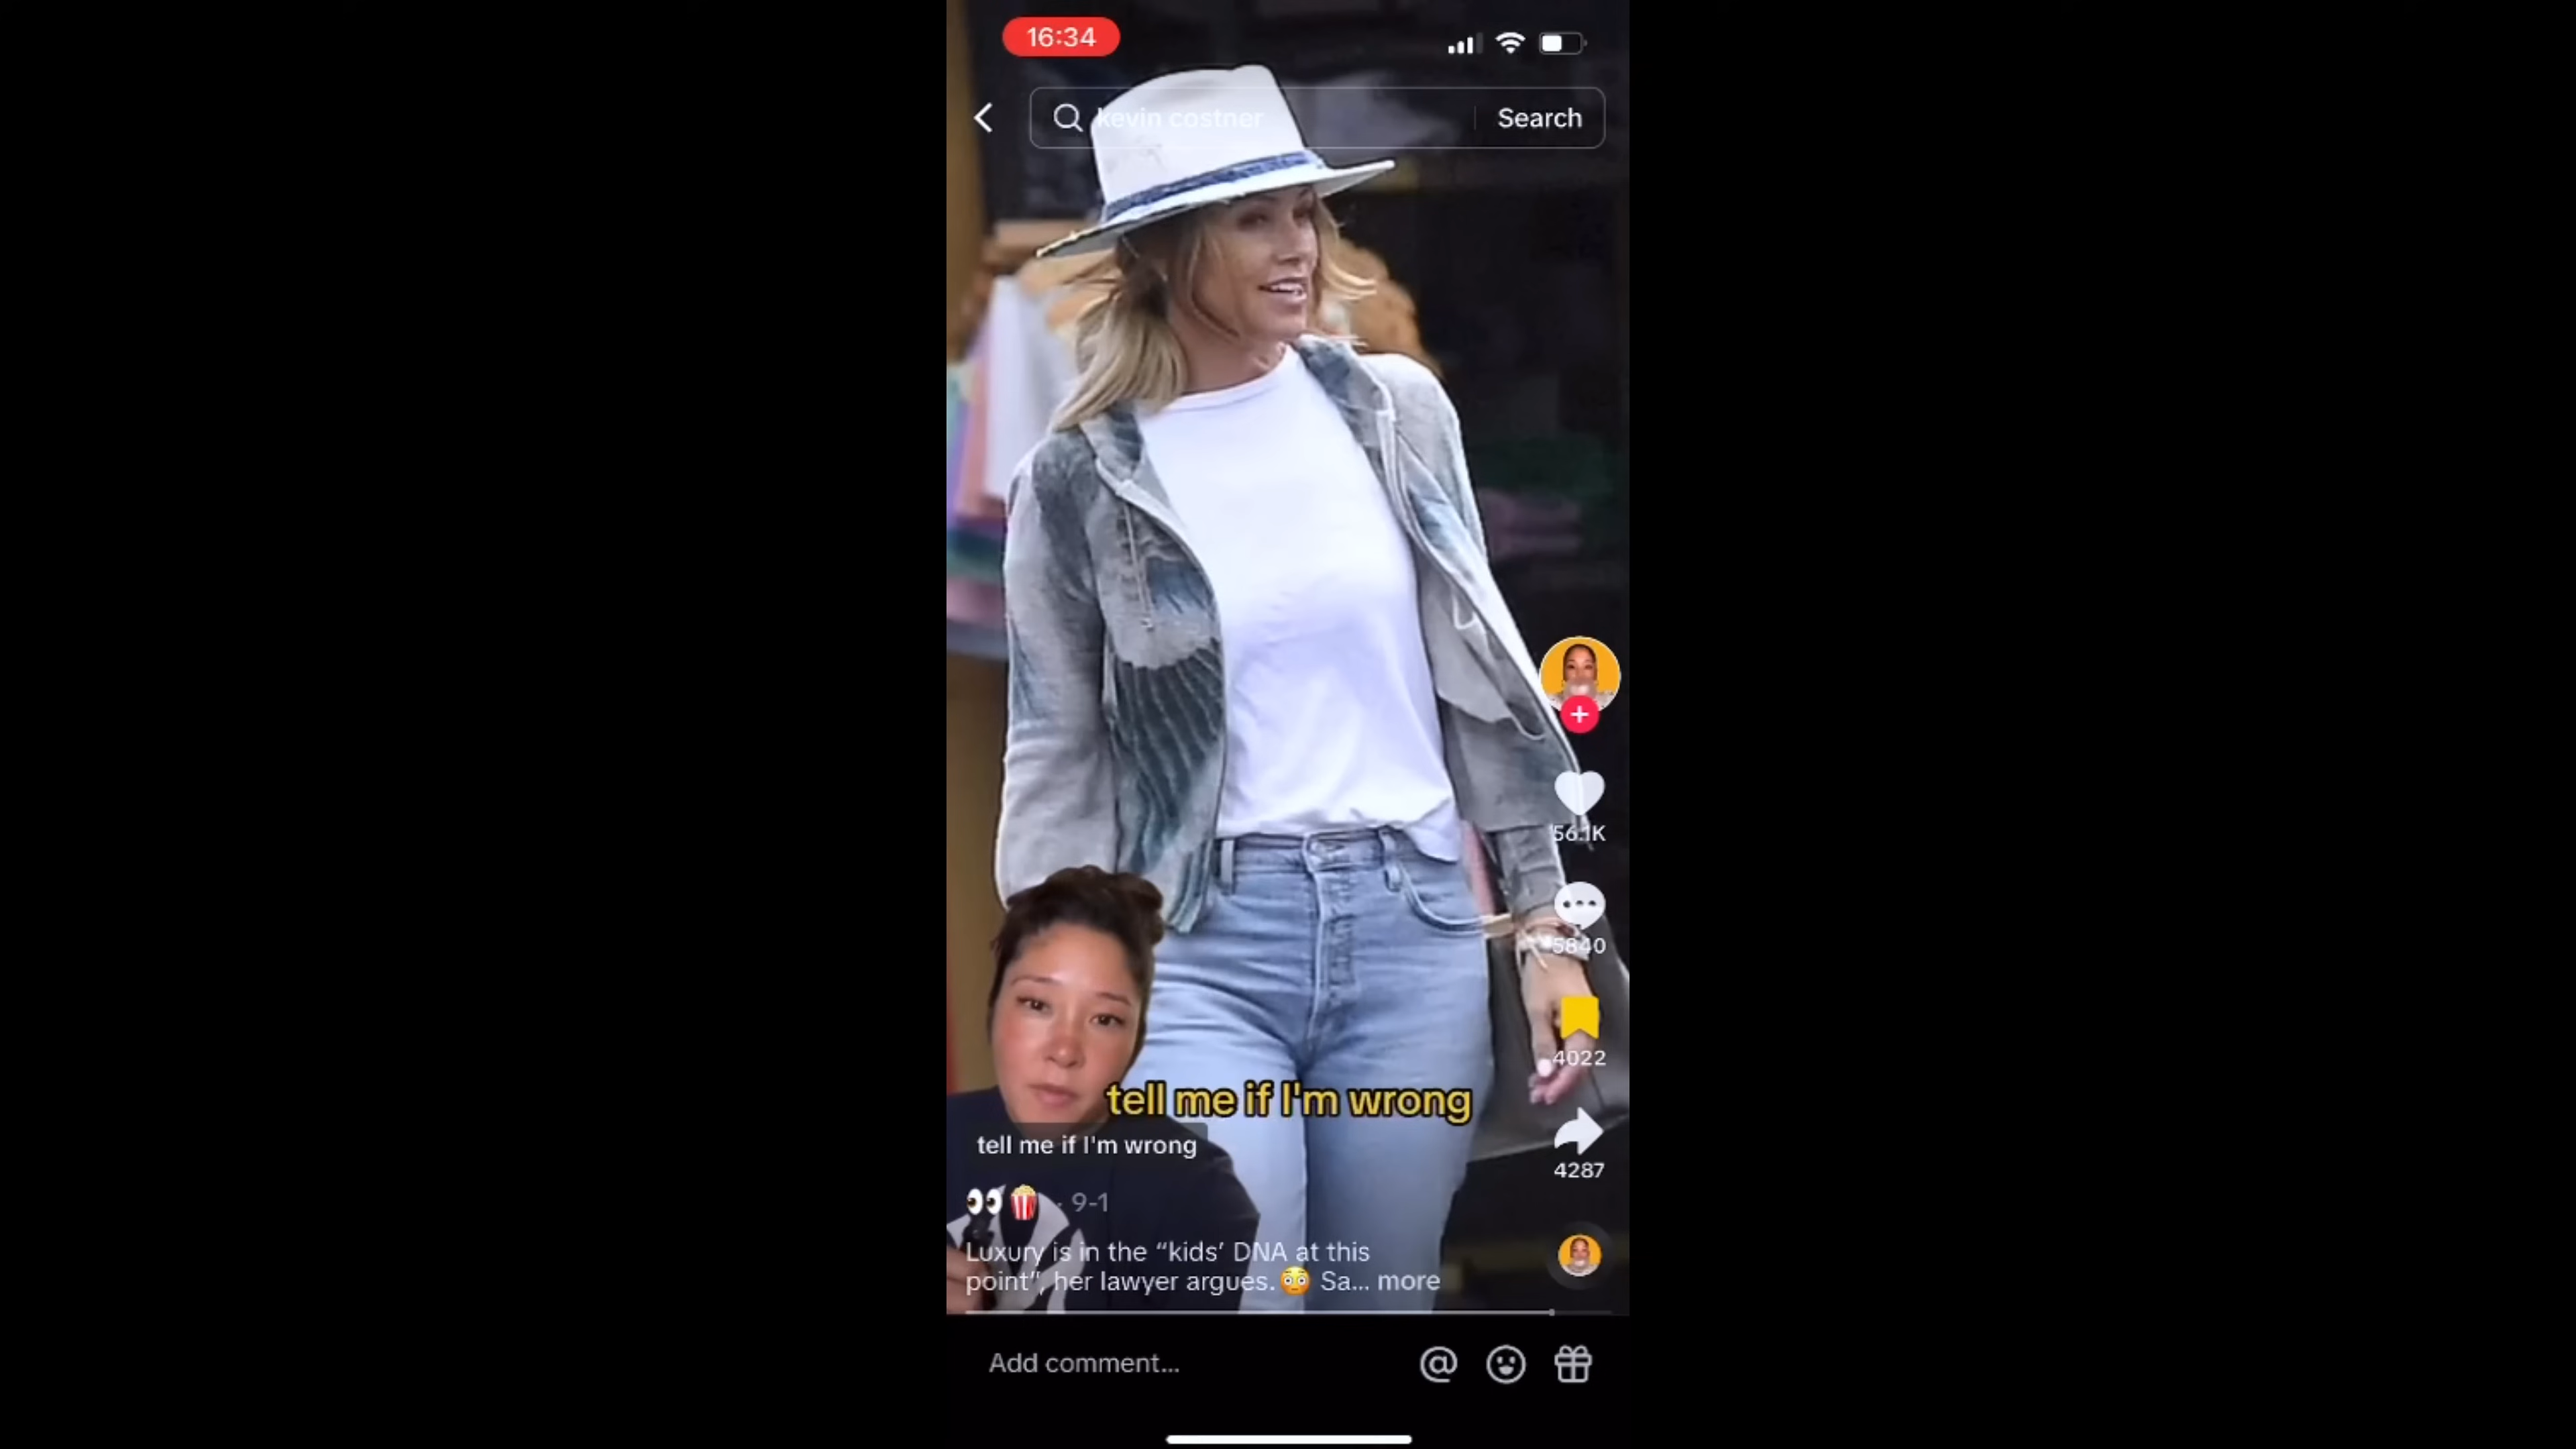 16:34
kevin costner
Search
56.1K
5840
4022
tell me if I'm wrong
tell me if I'm wrong
4287
👀🍿 · 9-1
Luxury is in the “kids’ DNA at this
point”, her lawyer argues.😳 Sa... more
Add comment...